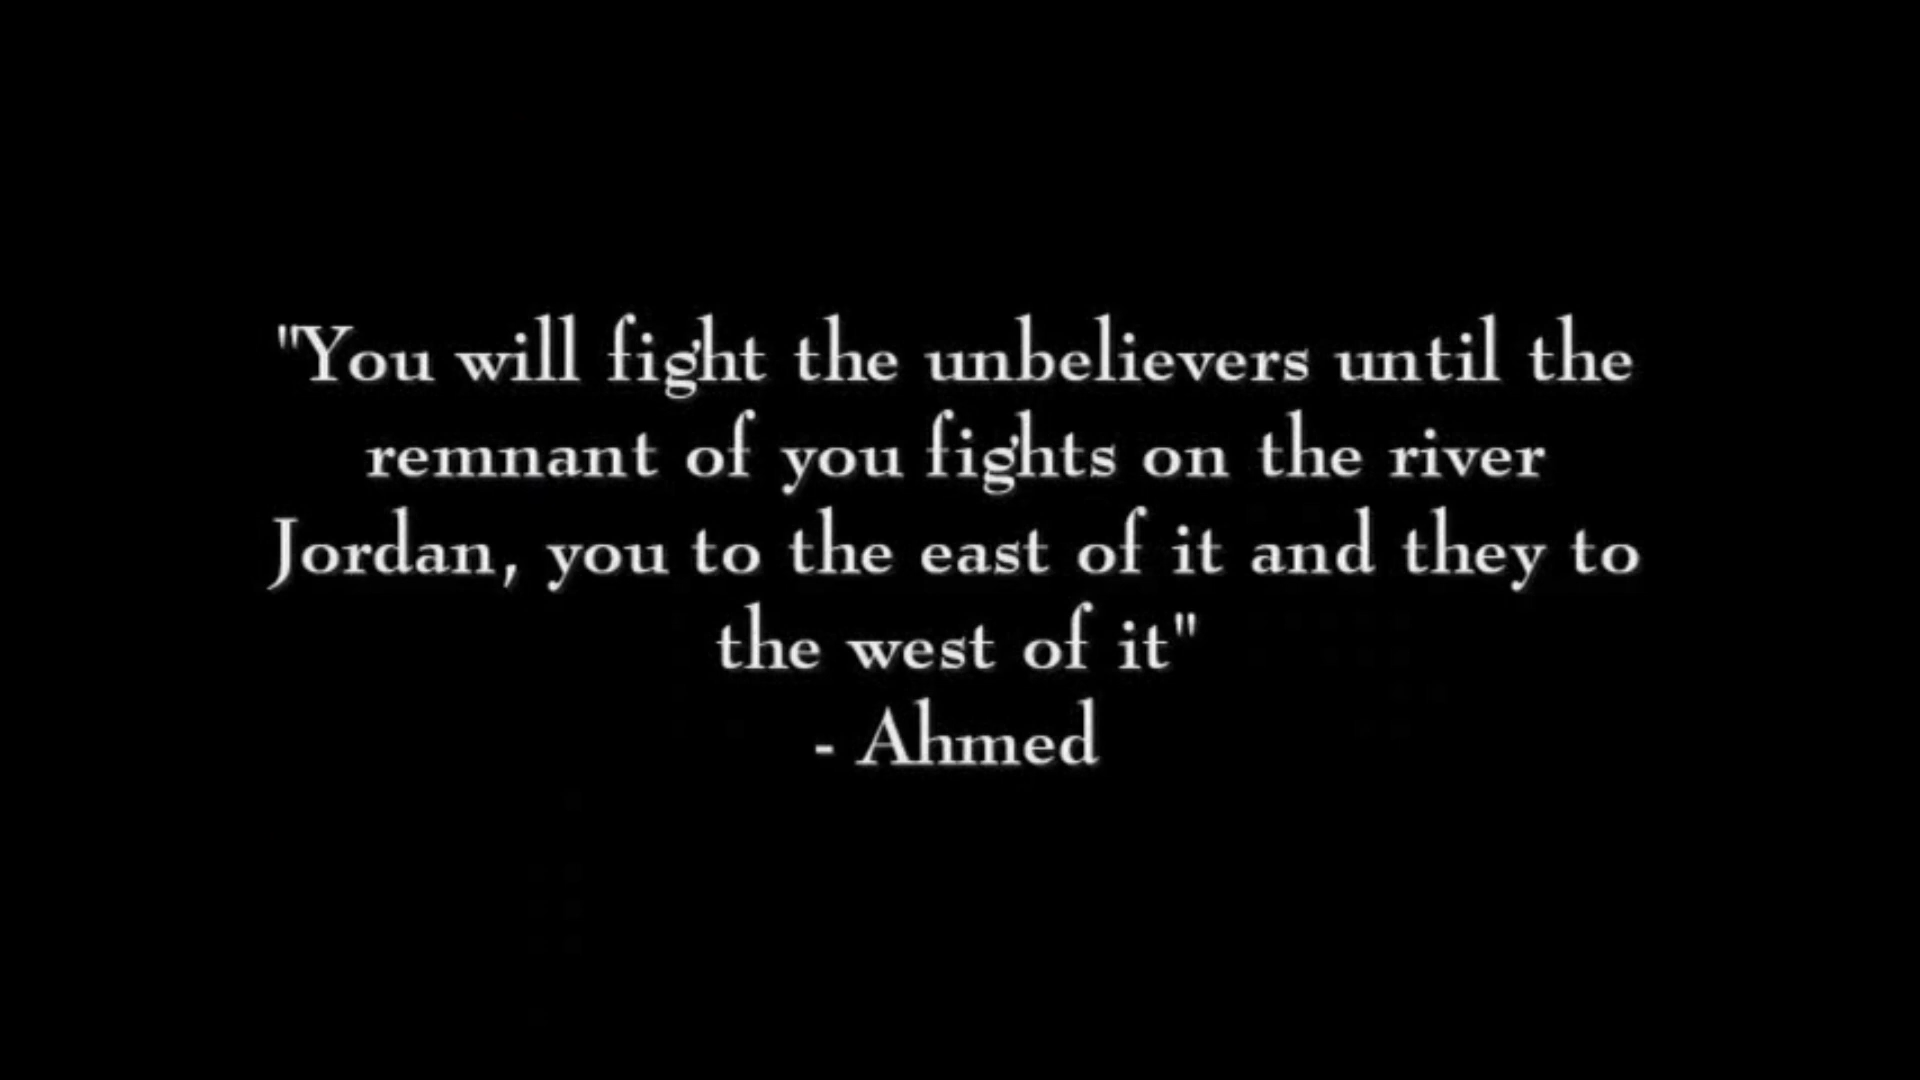 "You will fight the unbelievers until the
remnant of you fights on the river
Jordan, you to the east of it and they to
the west of it"
- Ahmed